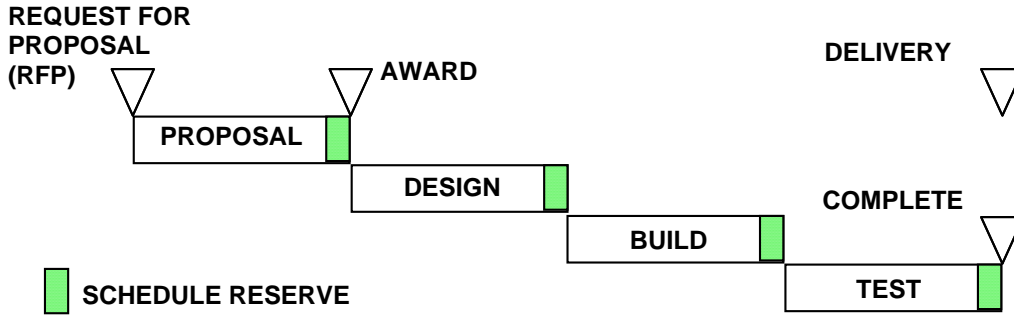 REQUEST FOR
PROPOSAL
(RFP)
AWARD
DELIVERY
PROPOSAL
DESIGN
COMPLETE
BUILD
TEST
SCHEDULE RESERVE